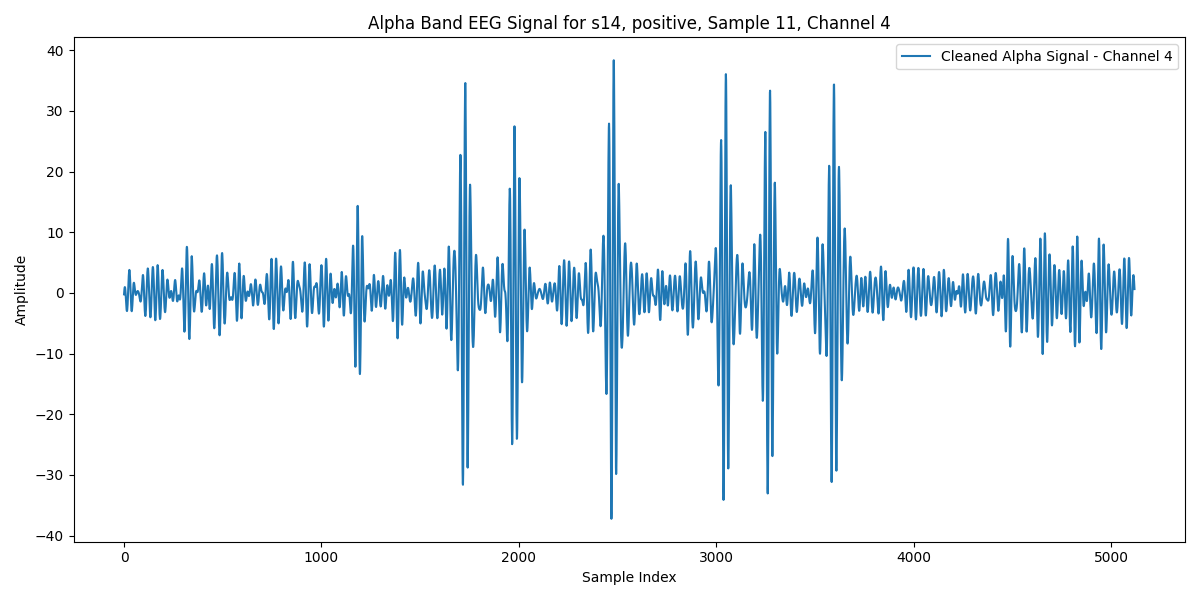 Alpha Band EEG Signal for s14, positive, Sample 11, Channel 4
Cleaned Alpha Signal - Channel 4
Amplitude
40
30
20
10
0
−10
−20
−30
−40
0 1000 2000 3000 4000 5000
Sample Index